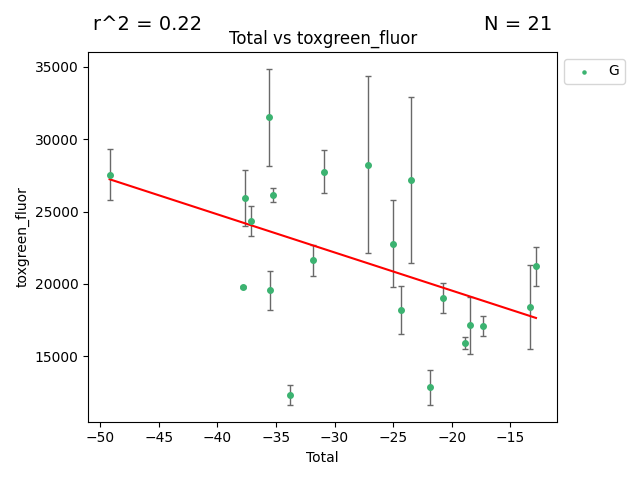 r^2 = 0.22
N = 21
Total vs toxgreen_fluor
G
35000
30000
25000
20000
15000
toxgreen_fluor
−50
−45
−40
−35
−30
−25
−20
−15
Total